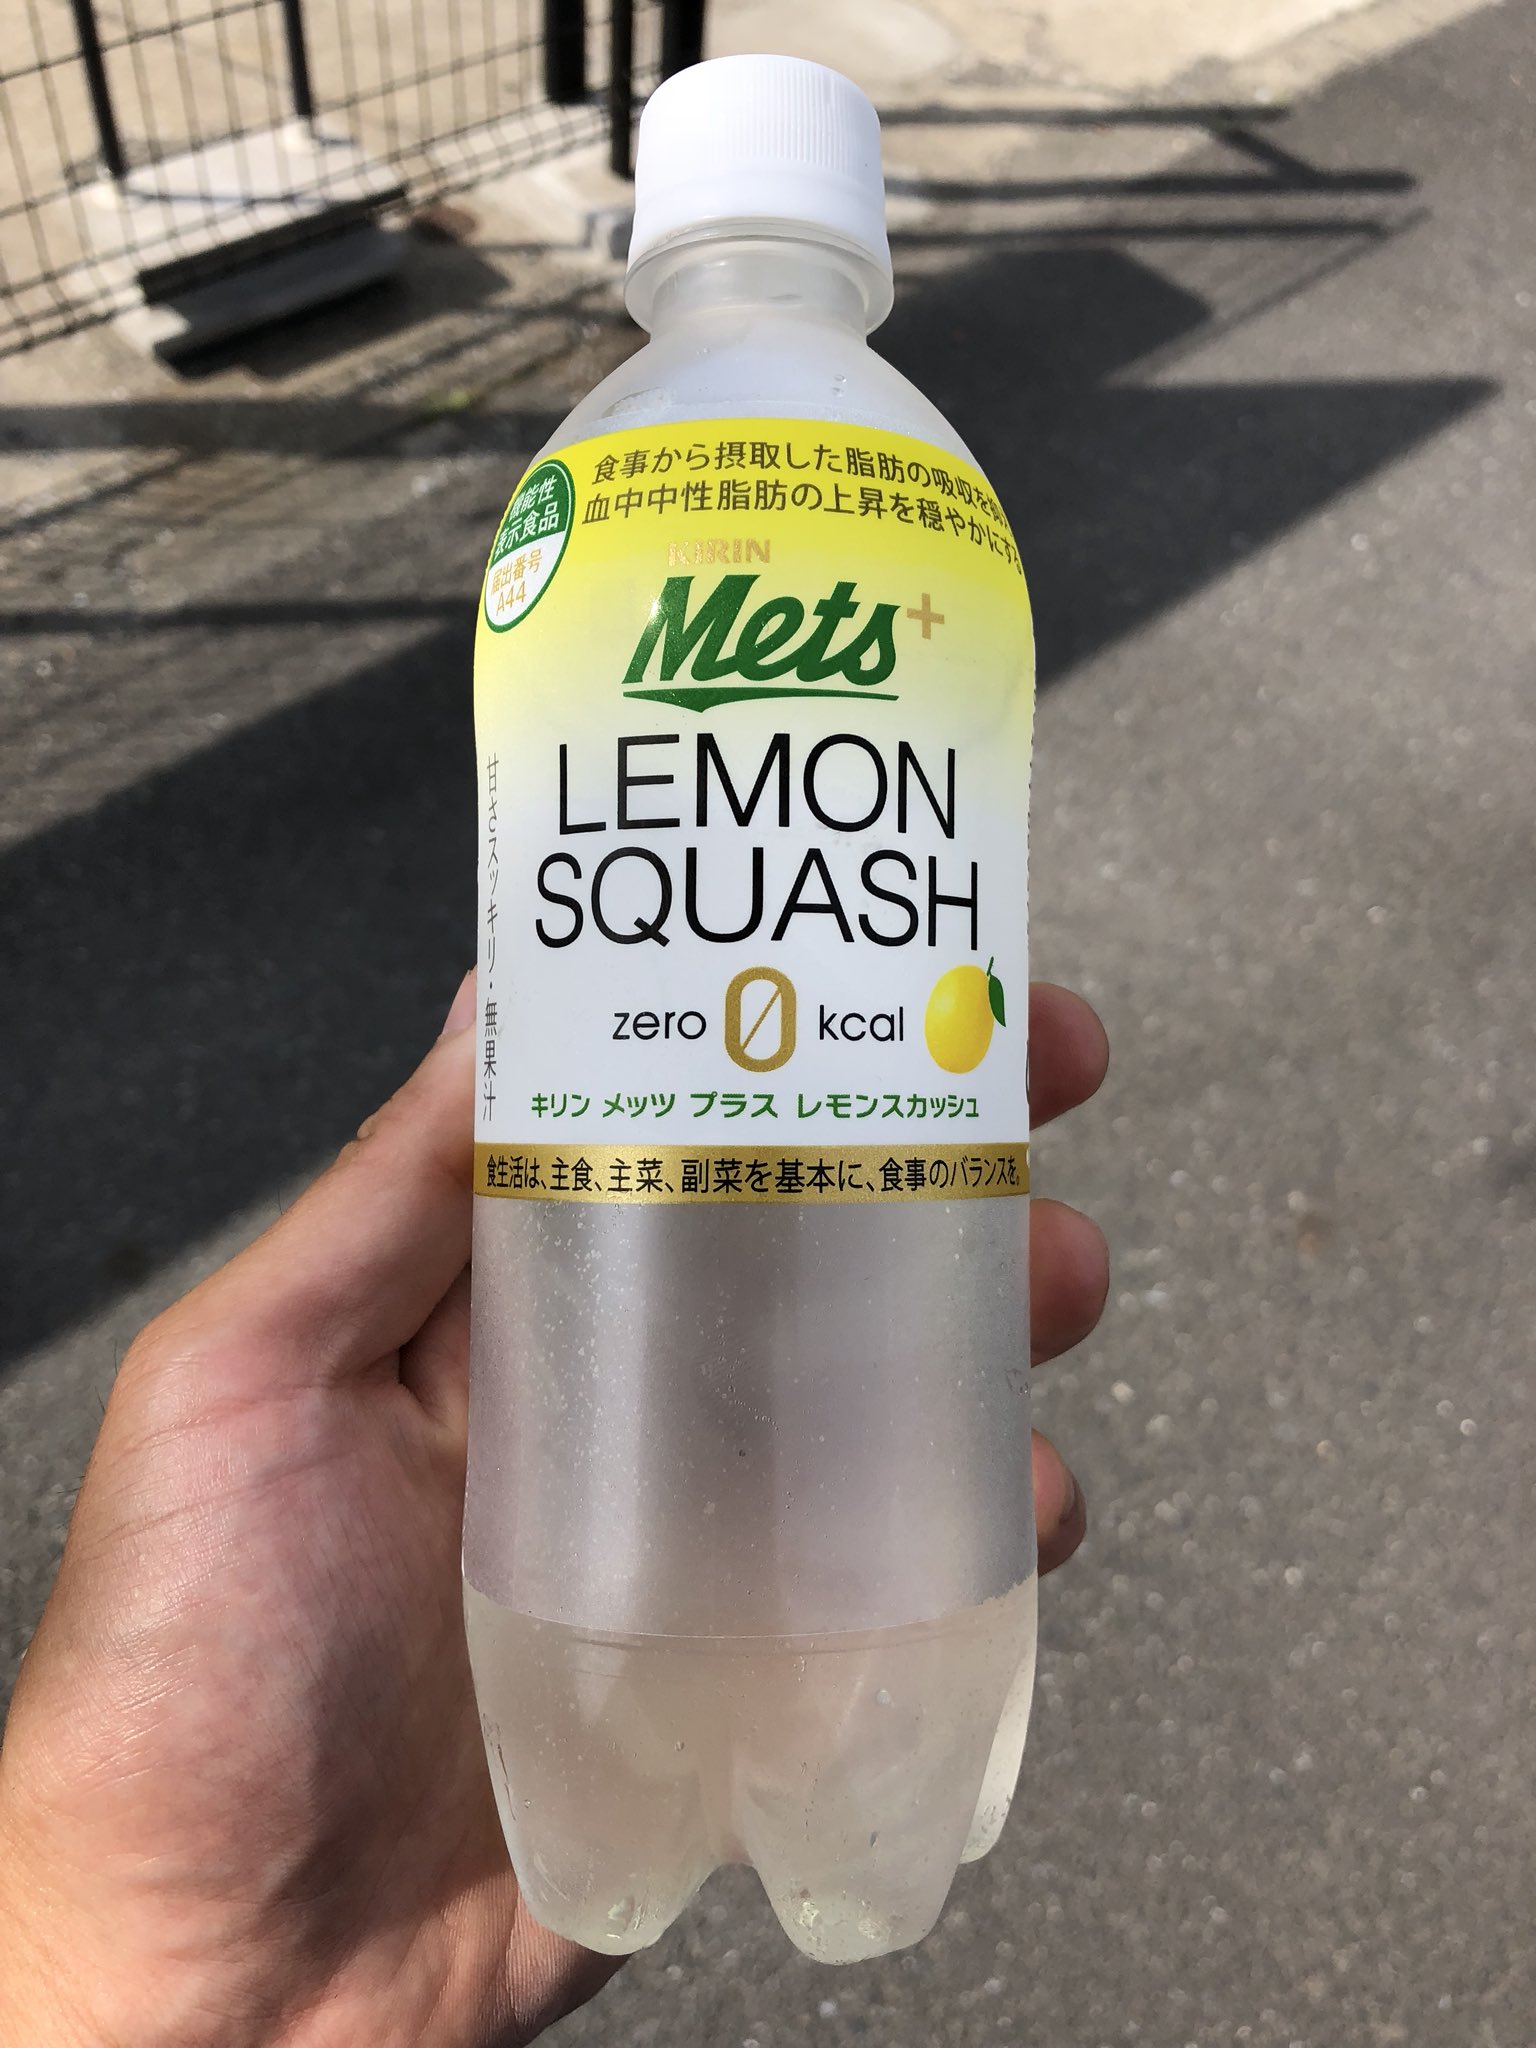 食事から摂取した脂肪の吸収を抑え
血中中性脂肪の上昇を穏やかにする
機能性
表示食品
届出番号
A44
KIRIN
Mets+
LEMON
SQUASH
zero 0 kcal
キリン メッツ プラス レモンスカッシュ
甘さスッキリ・無果汁
食生活は、主食、主菜、副菜を基本に、食事のバランスを。